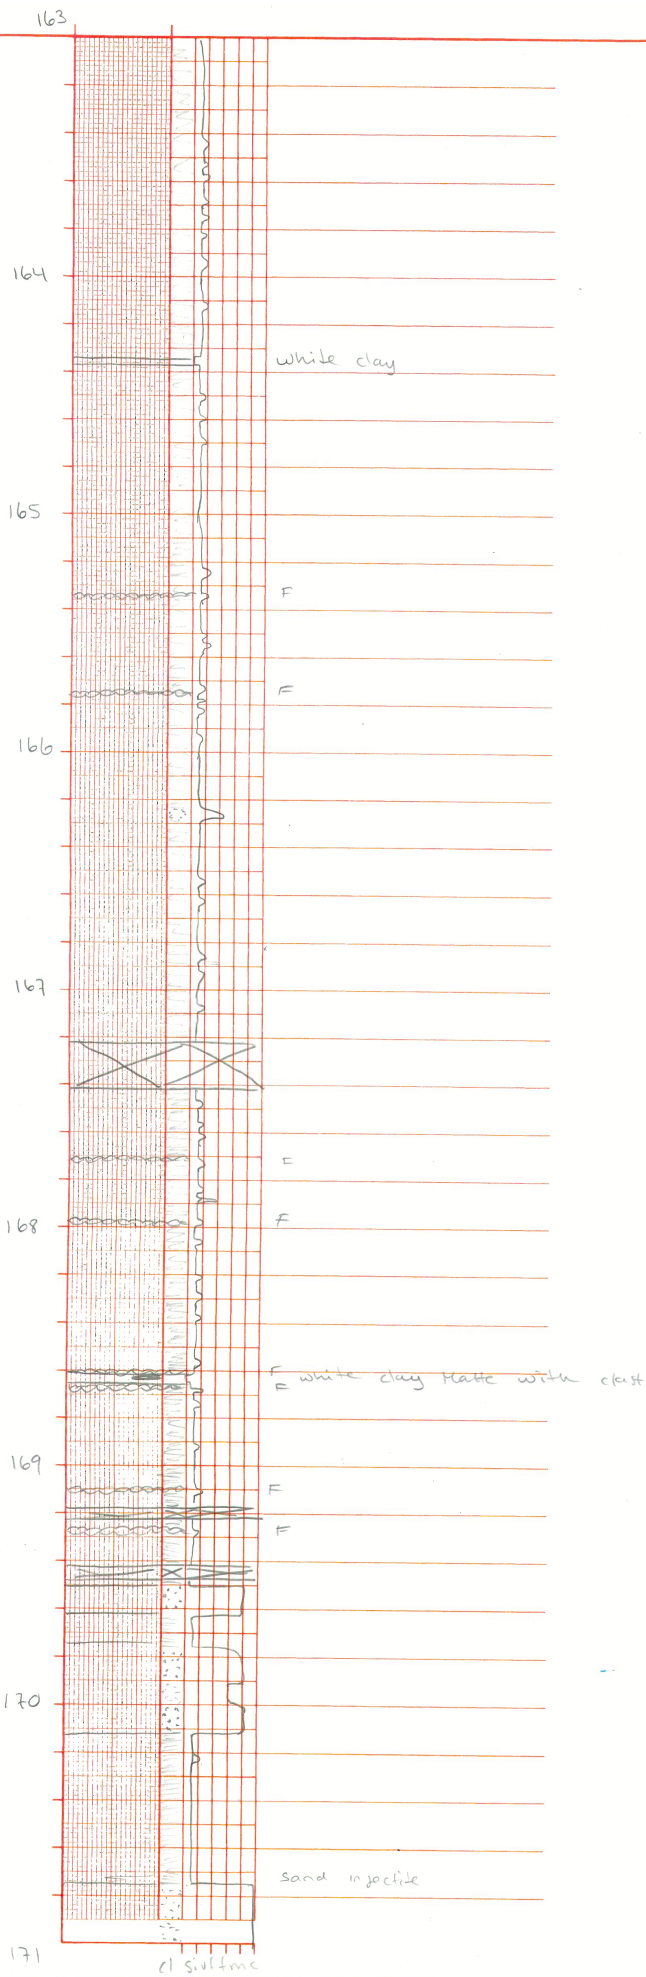 163
164
white clay
165
F
F
166
167
F
F
168
F
white clay Matte with clast
F
169
F
F
170
sand injectite
171
cl si vf f m c